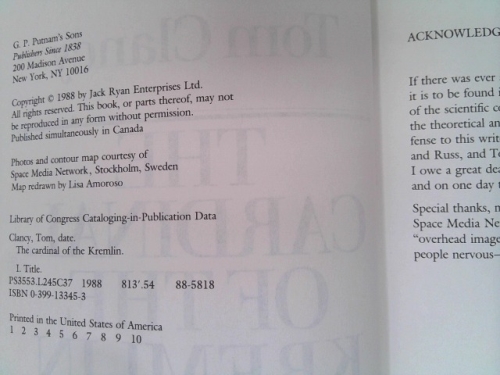 G. P. Putnam's Sons
Publishers Since 1838
200 Madison Avenue
New York, NY 10016
Copyright © 1988 by Jack Ryan Enterprises Ltd.
All rights reserved. This book, or parts thereof, may not
be reproduced in any form without permission.
Published simultaneously in Canada
Photos and contour map courtesy of
Space Media Network, Stockholm, Sweden
Map redrawn by Lisa Amoroso
Library of Congress Cataloging-in-Publication Data
Clancy, Tom, date.
The cardinal of the Kremlin.
I. Title.
PS3553.L245C37 1988 813'.54 88-5818
ISBN 0-399-13345-3
Printed in the United States of America
1 2 3 4 5 6 7 8 9 10
ACKNOWLEDG
If there was ever
it is to be found
of the scientific
the theoretical an
fense to this writ
and Russ, and
I owe a great dea
and on one day
Special thanks,
Space Media Ne
“overhead image
people nervous—